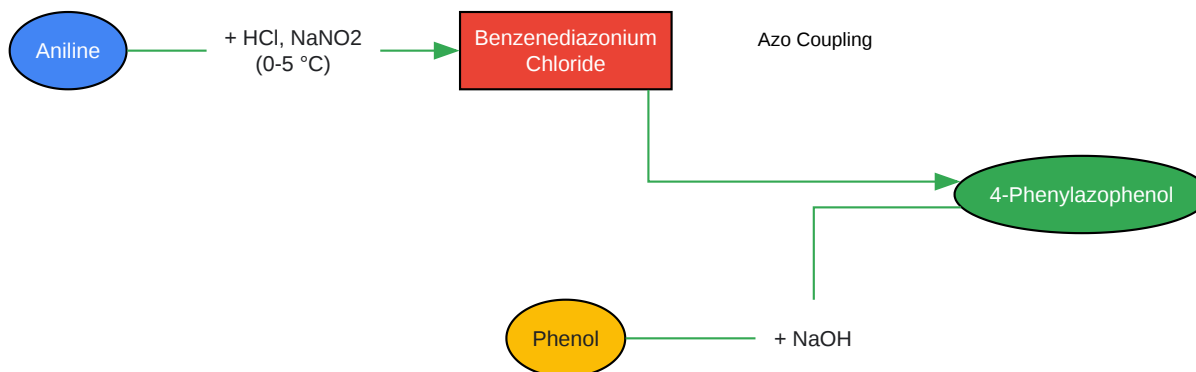 Aniline
+ HCl, NaNO2
(0-5 °C)
Benzenediazonium
Chloride
Azo Coupling
4-Phenylazophenol
Phenol
+ NaOH